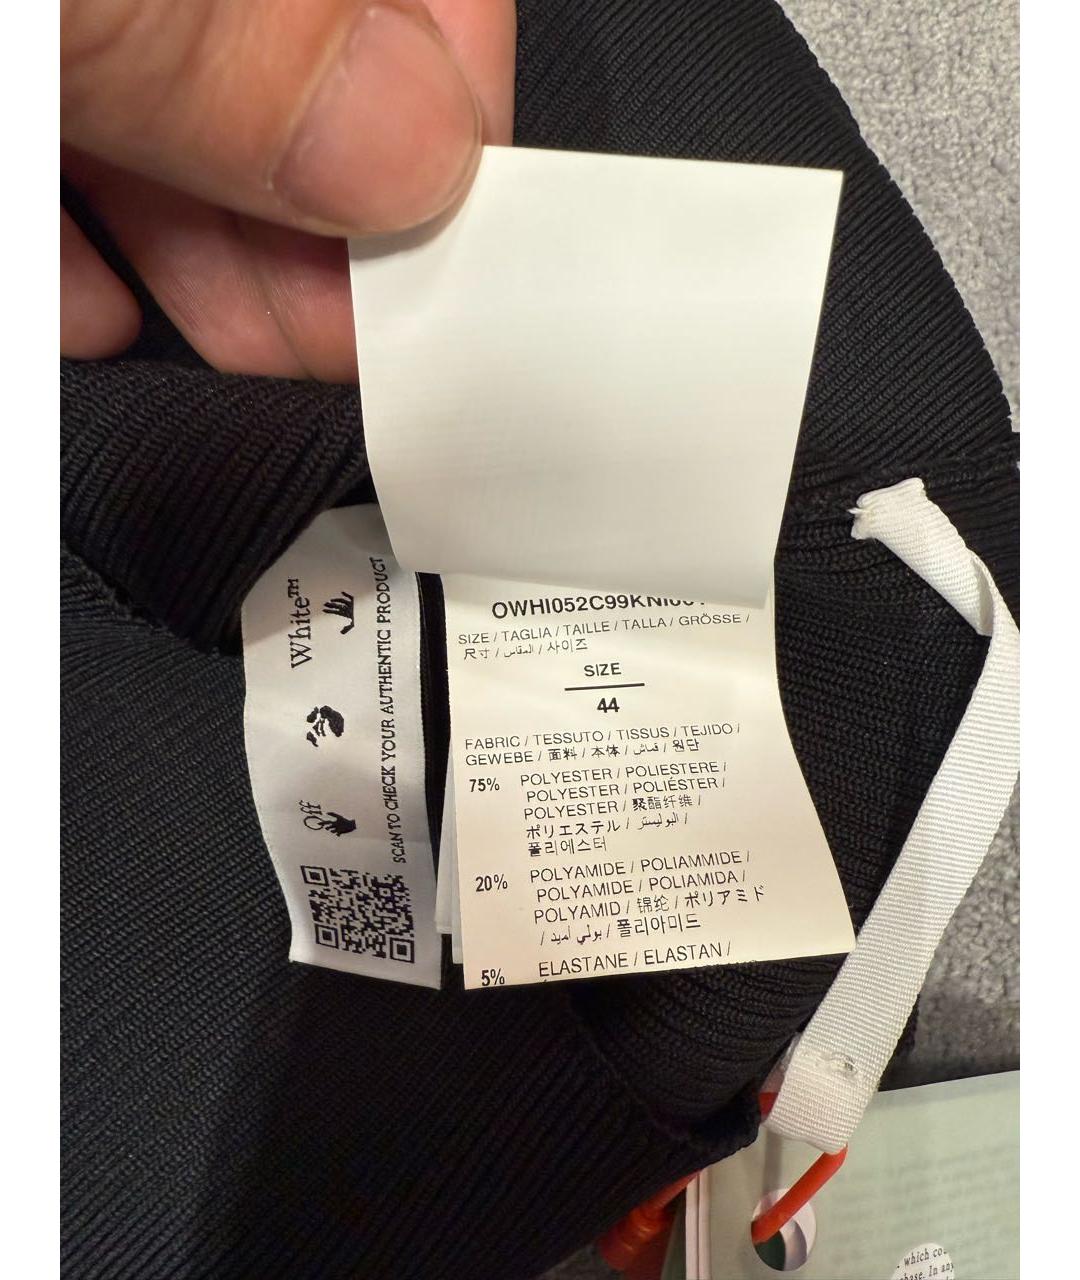 OWHI052C99KNI001
SIZE / TAGLIA / TAILLE / TALLA / GRÖSSE /
尺寸 / المقاس / 사이즈
SIZE
44
FABRIC / TESSUTO / TISSUS / TEJIDO /
GEWEBE / 面料 / 本体 / قماش / 원단
75% POLYESTER / POLIESTERE /
POLYESTER / POLIÉSTER /
POLYESTER / 聚酯纤维 /
ポリエステル / البوليستر /
폴리에스터
20% POLYAMIDE / POLIAMMIDE /
POLYAMIDE / POLIAMIDA /
POLYAMID / 锦纶 / ポリアミド
/ بولي أميد / 폴리아미드
5% ELASTANE / ELASTAN /
Off White™
SCAN TO CHECK YOUR AUTHENTIC PRODUCT
which
In any